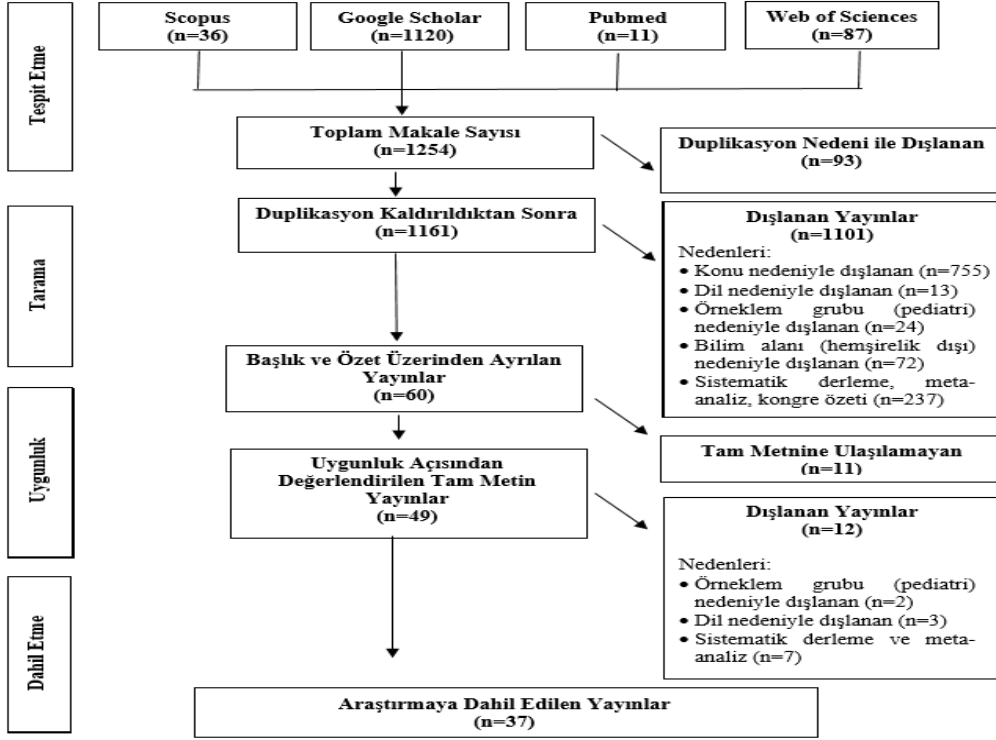 Tespit Etme
Scopus
(n=36)
Google Scholar
(n=1120)
Pubmed
(n=11)
Web of Sciences
(n=87)
Toplam Makale Sayısı
(n=1254)
Duplikasyon Nedeni ile Dışlanan
(n=93)
Tarama
Duplikasyon Kaldırıldıktan Sonra
(n=1161)
Dışlanan Yayınlar
(n=1101)
Nedenleri:
• Konu nedeniyle dışlanan (n=755)
• Dil nedeniyle dışlanan (n=13)
• Örneklem grubu (pediatri)
nedeniyle dışlanan (n=24)
• Bilim alanı (hemşirelik dışı)
nedeniyle dışlanan (n=72)
• Sistematik derleme, meta-
analiz, kongre özeti (n=237)
Başlık ve Özet Üzerinden Ayrılan
Yayınlar
(n=60)
Uygunluk
Tam Metnine Ulaşılamayan
(n=11)
Uygunluk Açısından
Değerlendirilen Tam Metin
Yayınlar
(n=49)
Dışlanan Yayınlar
(n=12)
Nedenleri:
• Örneklem grubu (pediatri)
nedeniyle dışlanan (n=2)
• Dil nedeniyle dışlanan (n=3)
• Sistematik derleme ve meta-
analiz (n=7)
Dahil Etme
Araştırmaya Dahil Edilen Yayınlar
(n=37)